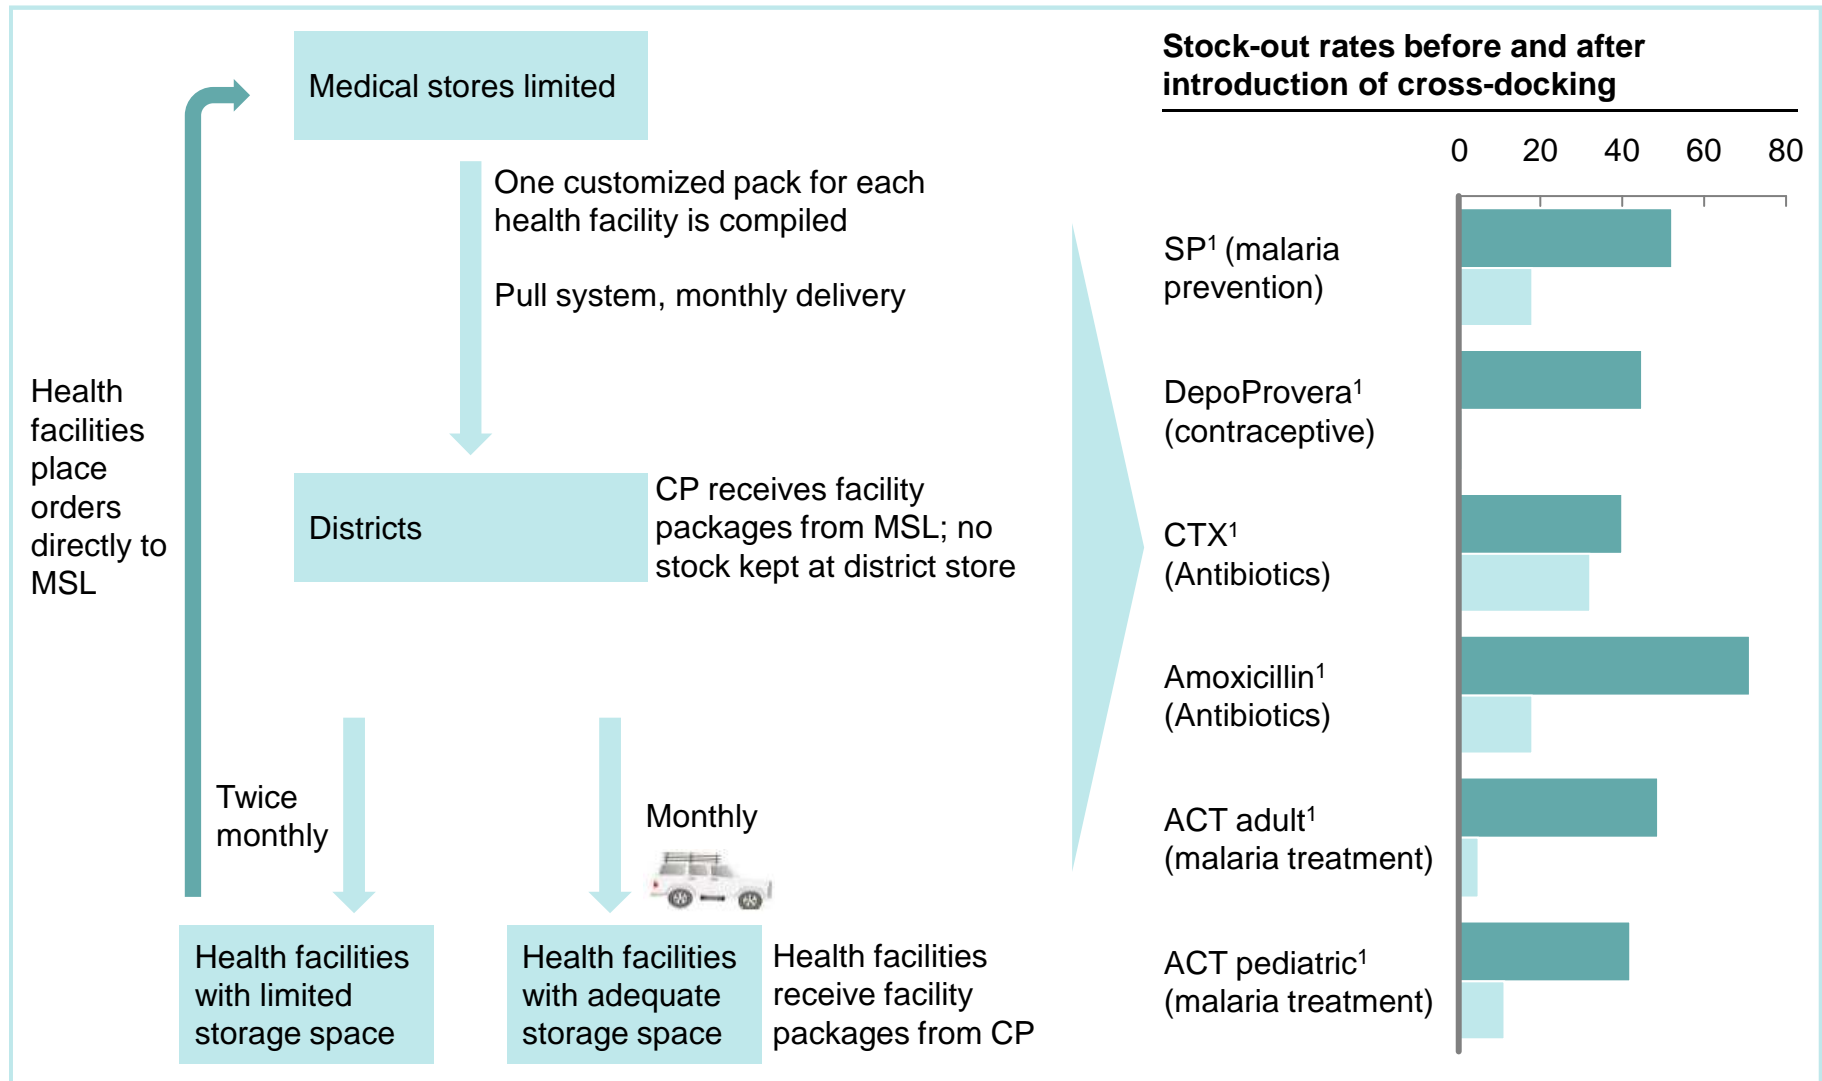 Medical stores limited
One customized pack for each
health facility is compiled
Pull system, monthly delivery
Health
facilities
place
orders
directly to
MSL
Districts
CP receives facility
packages from MSL; no
stock kept at district store
Twice
monthly
Monthly
Health facilities
with limited
storage space
Health facilities
with adequate
storage space
Health facilities
receive facility
packages from CP
Stock-out rates before and after
introduction of cross-docking
0 20 40 60 80
SP¹ (malaria
prevention)
DepoProvera¹
(contraceptive)
CTX¹
(Antibiotics)
Amoxicillin¹
(Antibiotics)
ACT adult¹
(malaria treatment)
ACT pediatric¹
(malaria treatment)